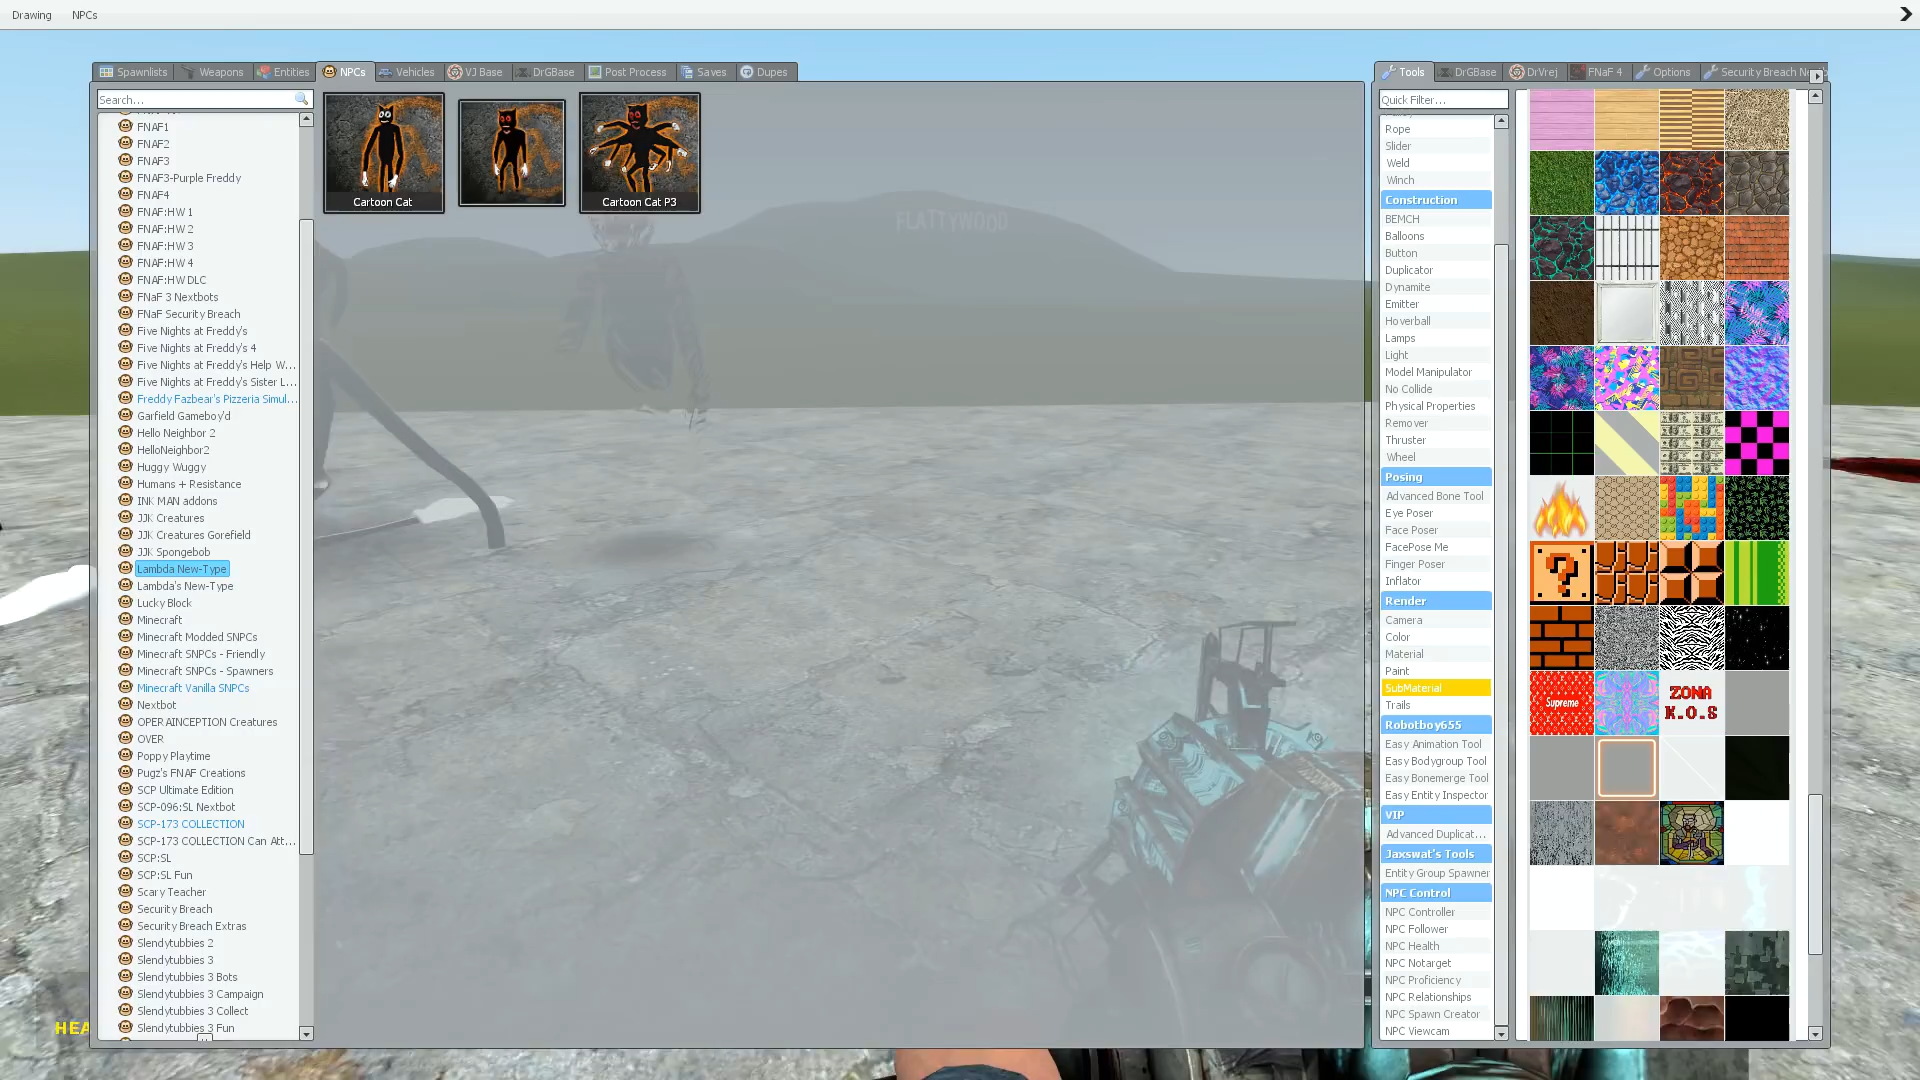 Drawing NPCs
Spawnlists Weapons Entities NPCs Vehicles VJ Base DrGBase Post Process Saves Dupes
Search...
FNAF1
FNAF2
FNAF3
FNAF3-Purple Freddy
FNAF4
FNAF:HW 1
FNAF:HW 2
FNAF:HW 3
FNAF:HW 4
FNAF:HW DLC
FNaF 3 Nextbots
FNaF Security Breach
Five Nights at Freddy's
Five Nights at Freddy's 4
Five Nights at Freddy's Help W...
Five Nights at Freddy's Sister L...
Freddy Fazbear's Pizzeria Simul...
Garfield Gameboy'd
Hello Neighbor 2
HelloNeighbor2
Huggy Wuggy
Humans + Resistance
INK MAN addons
JJK Creatures
JJK Creatures Gorefield
JJK Spongebob
Lambda New-Type
Lambda's New-Type
Lucky Block
Minecraft
Minecraft Modded SNPCs
Minecraft SNPCs - Friendly
Minecraft SNPCs - Spawners
Minecraft Vanilla SNPCs
Nextbot
OPERAINCEPTION Creatures
OVER
Poppy Playtime
Pugz's FNAF Creations
SCP Ultimate Edition
SCP-096:SL Nextbot
SCP-173 COLLECTION
SCP-173 COLLECTION Can Att...
SCP:SL
SCP:SL Fun
Scary Teacher
Security Breach
Security Breach Extras
Slendytubbies 2
Slendytubbies 3
Slendytubbies 3 Bots
Slendytubbies 3 Campaign
Slendytubbies 3 Collect
Slendytubbies 3 Fun
Cartoon Cat
Cartoon Cat P3
FLATTYWOOD
HEA
Tools DrGBase DrVrej FNaF 4 Options Security Breach
Quick Filter...
Rope
Slider
Weld
Winch
Construction
BEMCH
Balloons
Button
Duplicator
Dynamite
Emitter
Hoverball
Lamps
Light
Model Manipulator
No Collide
Physical Properties
Remover
Thruster
Wheel
Posing
Advanced Bone Tool
Eye Poser
Face Poser
FacePose Me
Finger Poser
Inflator
Render
Camera
Color
Material
Paint
SubMaterial
Trails
Robotboy655
Easy Animation Tool
Easy Bodygroup Tool
Easy Bonemerge Tool
Easy Entity Inspector
VIP
Advanced Duplicat...
Jaxswat's Tools
Entity Group Spawner
NPC Control
NPC Controller
NPC Follower
NPC Health
NPC Notarget
NPC Proficiency
NPC Relationships
NPC Spawn Creator
NPC Viewcam
?
Supreme
ZONA
K.O.S